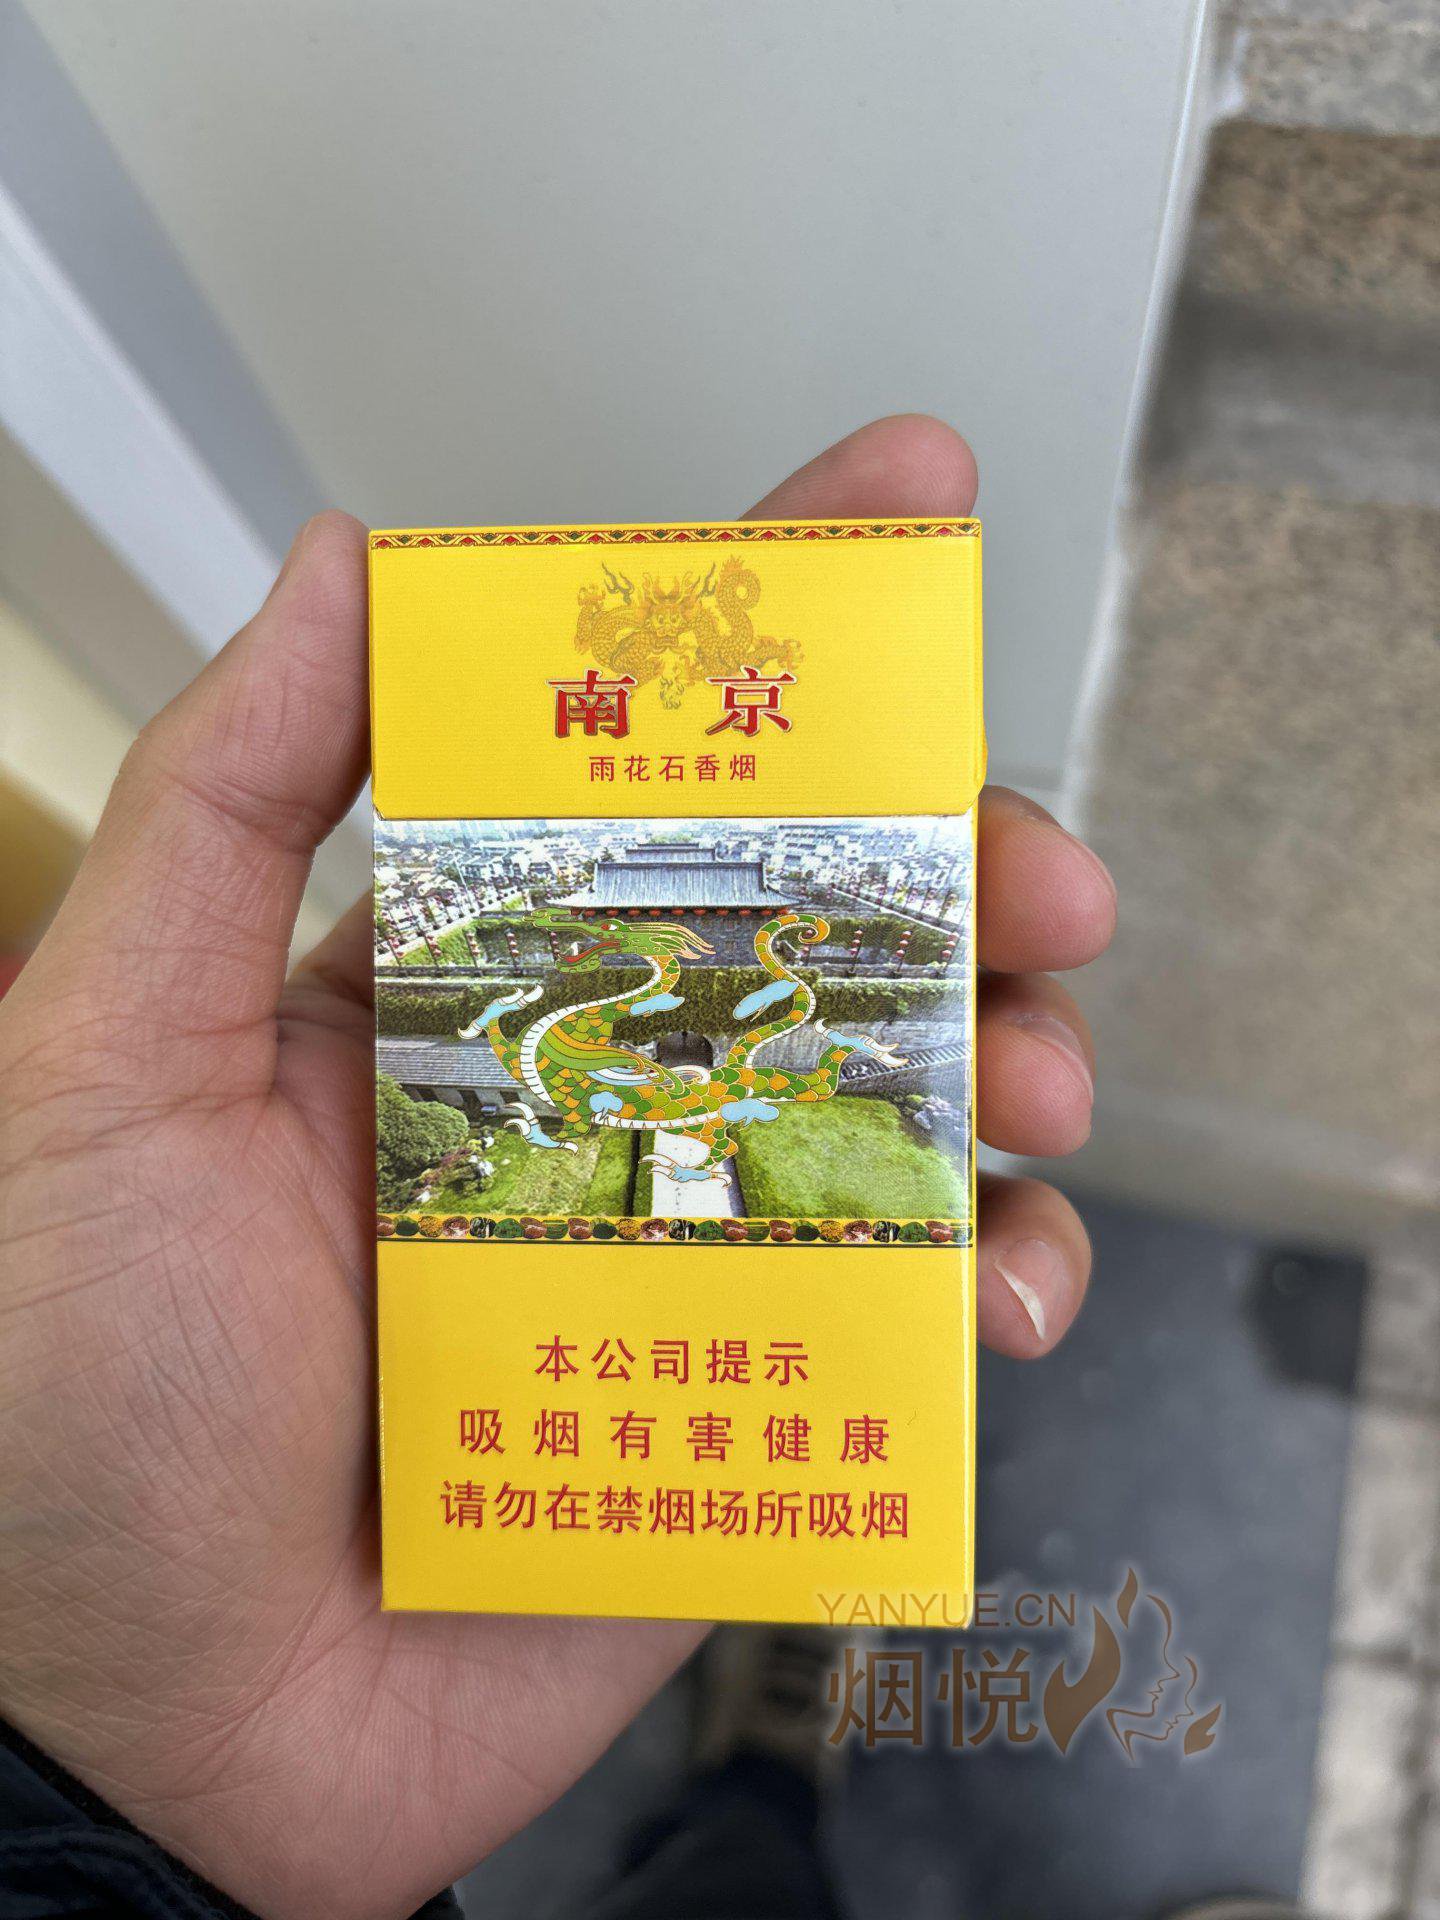 南京
雨花石香烟
本公司提示
吸烟有害健康
请勿在禁烟场所吸烟
YANYUE.CN
烟悦